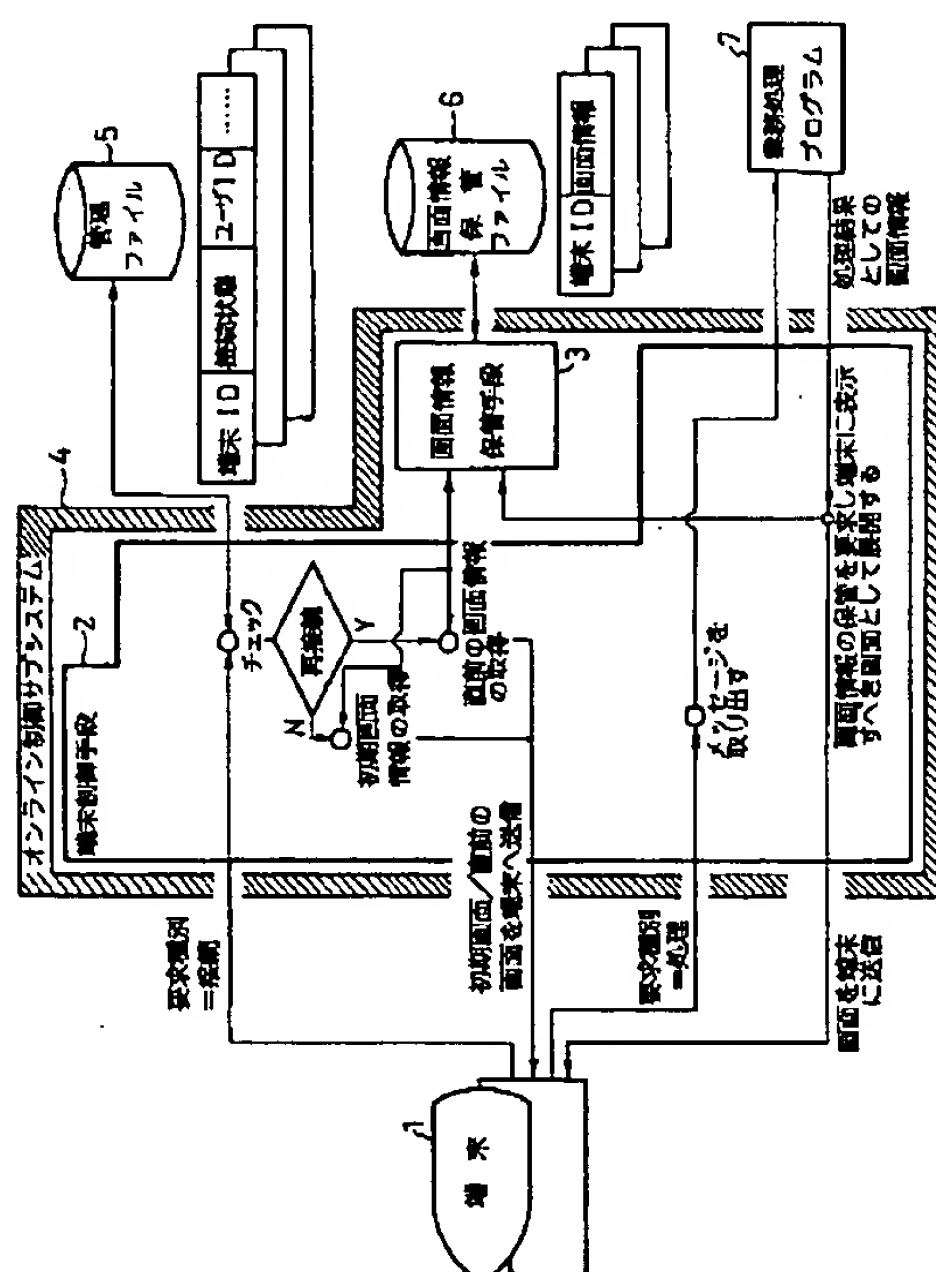 オンライン制御サブシステム
4
端末制御手段
2
管理
ファイル
5
端末ID
接続状態
ユーザID
……
要求種別
=接続
チェック
再接続
N
Y
初期画面
情報の取得
直前の画面情報
の取得
画面情報
保管手段
3
画面情報
保 管
ファイル
6
端末ID
画面情報
初期画面/直前の
画面を端末へ送信
端 末
1
要求種別
=処理
メッセージを
取り出す
業務処理
プログラム
7
処理結果
としての
画面情報
画面情報の保管を要求し端末に表示
すべき画面として展開する
画面を端末
に送信